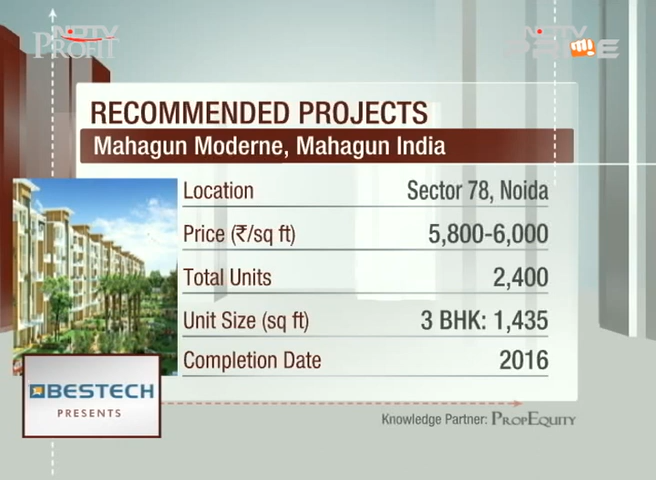 NDTV
PROFIT
NDTV
RECOMMENDED PROJECTS
Mahagun Moderne, Mahagun India
Location Sector 78, Noida
Price (₹/sq ft) 5,800-6,000
Total Units 2,400
Unit Size (sq ft) 3 BHK: 1,435
Completion Date 2016
BESTECH
PRESENTS
Knowledge Partner: PROPEQUITY